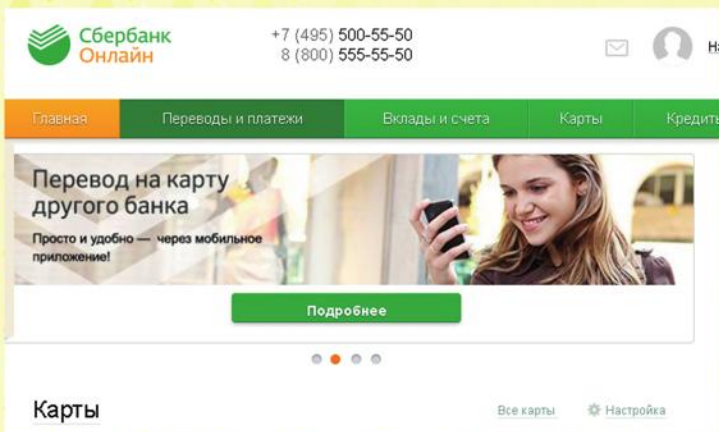 Сбербанк
Онлайн
+7 (495) 500-55-50
8 (800) 555-55-50
Главная
Переводы и платежи
Вклады и счета
Карты
Перевод на карту
другого банка
Просто и удобно — через мобильное
приложение!
Подробнее
Карты
Все карты
Настройка